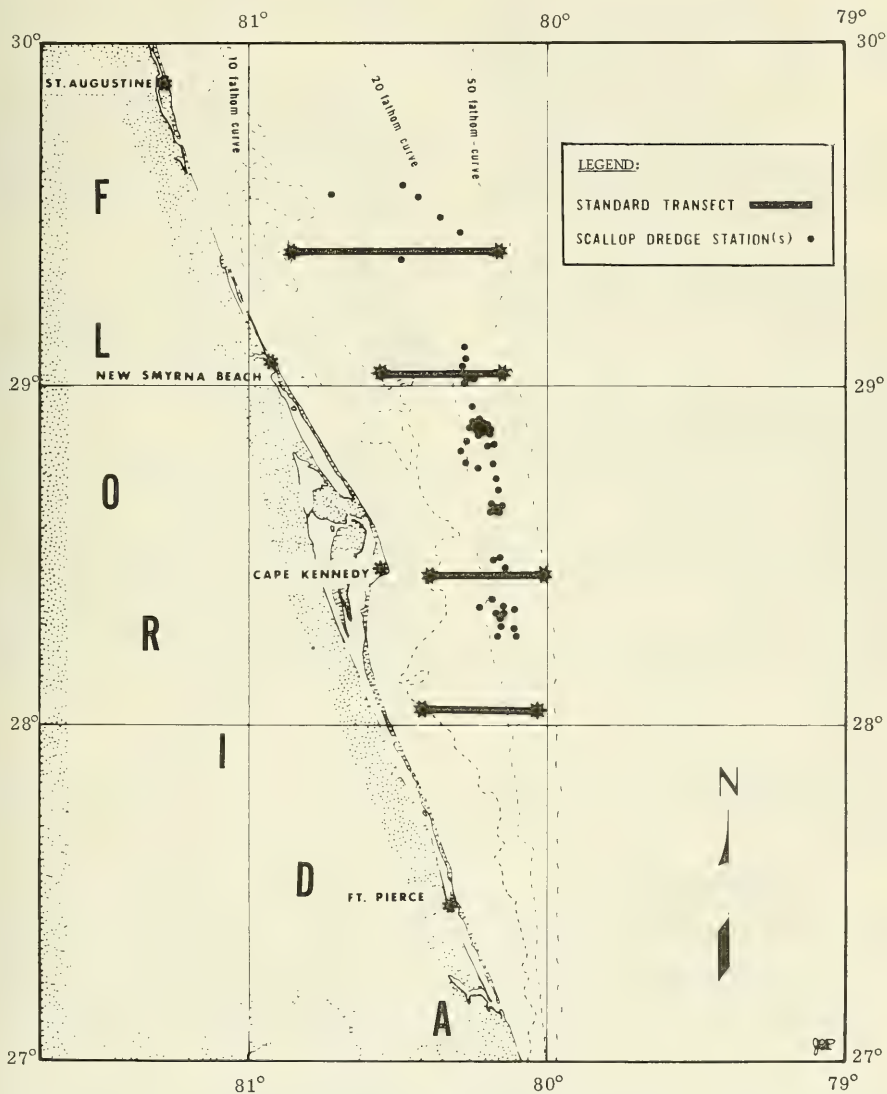 81° 80° 79°
30° 30°
ST. AUGUSTINE
10 fathom curve
20 fathom curve
50 fathom - curve
LEGEND:
STANDARD TRANSECT
SCALLOP DREDGE STATION(s)
F
L
NEW SMYRNA BEACH
29° 29°
O
CAPE KENNEDY
R
28° 28°
I
N
D
FT. PIERCE
A
27° 27°
81° 80° 79°